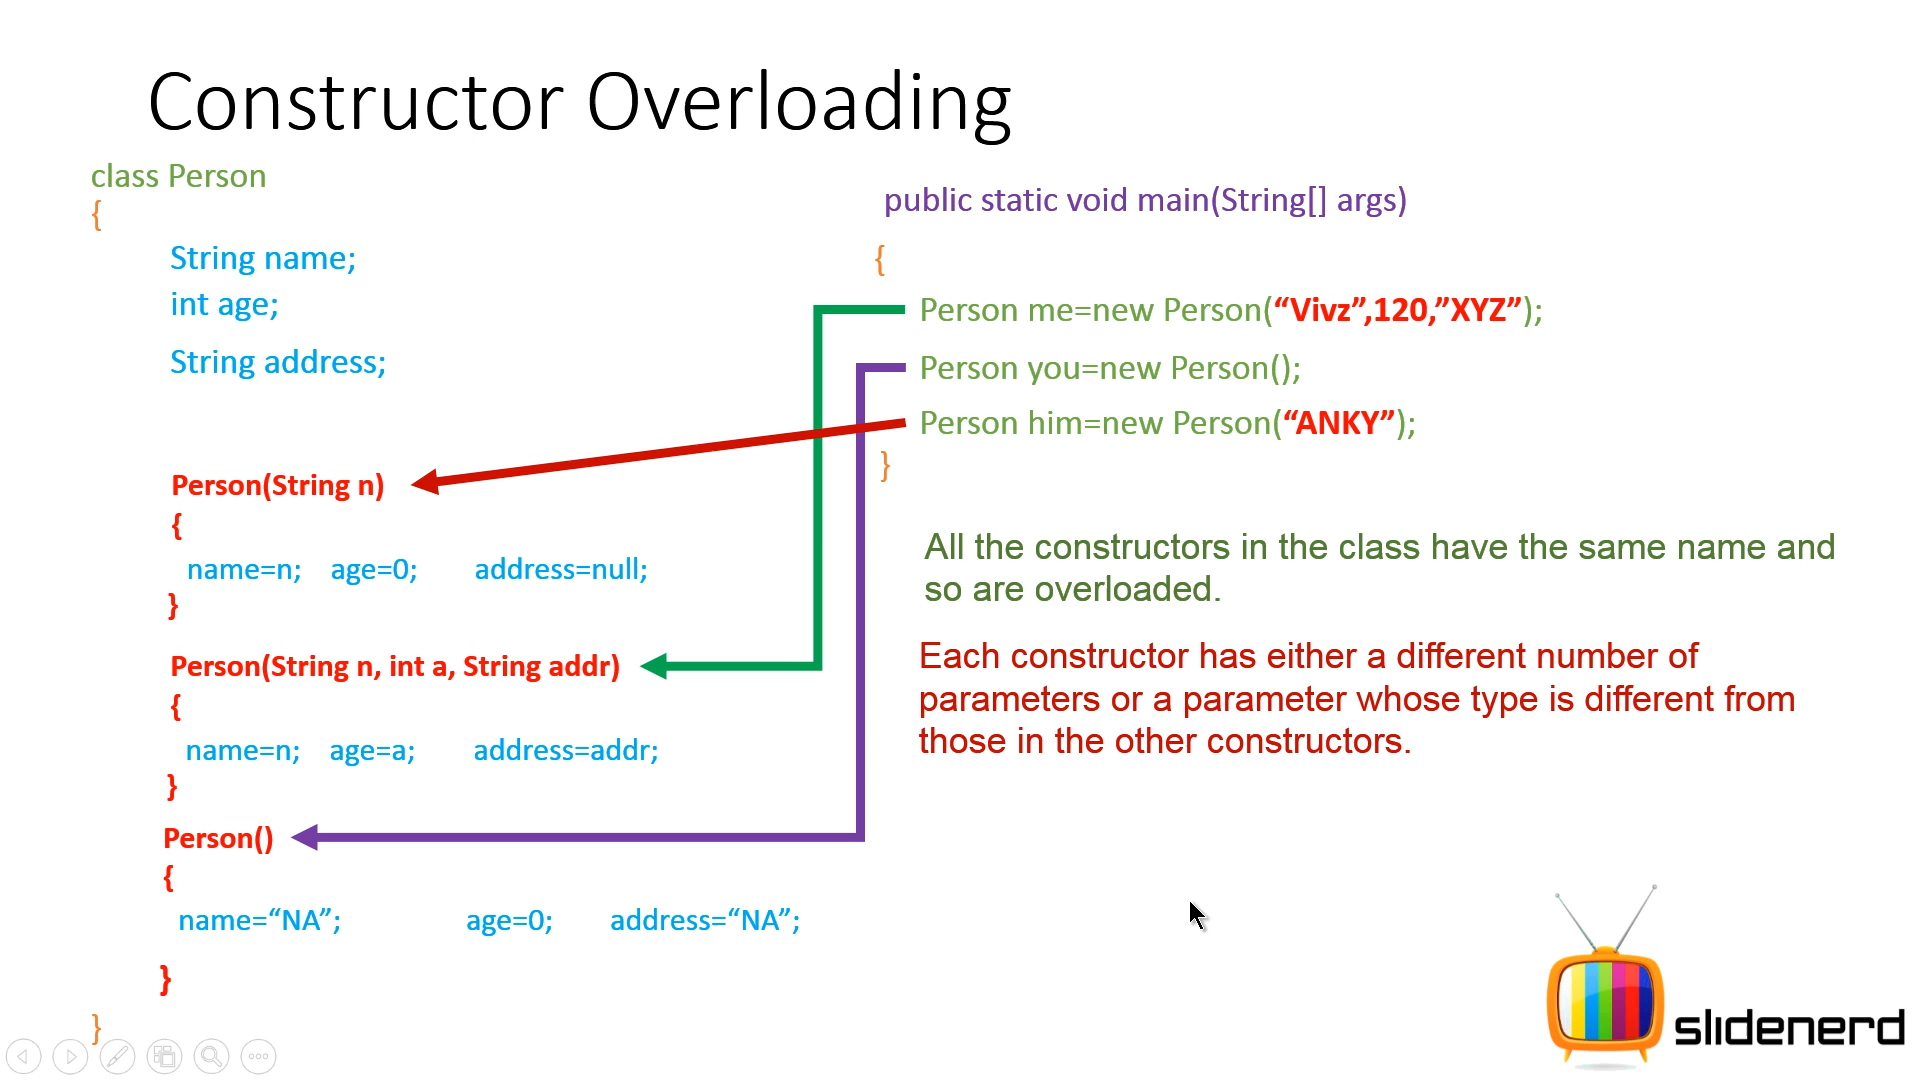 Constructor Overloading
class Person
{
String name;
int age;
String address;
Person(String n)
{
name=n; age=0; address=null;
}
Person(String n, int a, String addr)
{
name=n; age=a; address=addr;
}
Person()
{
name=“NA”; age=0; address=“NA”;
}
}
public static void main(String[] args)
{
Person me=new Person(“Vivz”,120,”XYZ”);
Person you=new Person();
Person him=new Person(“ANKY”);
}
All the constructors in the class have the same name and
so are overloaded.
Each constructor has either a different number of
parameters or a parameter whose type is different from
those in the other constructors.
slidenerd